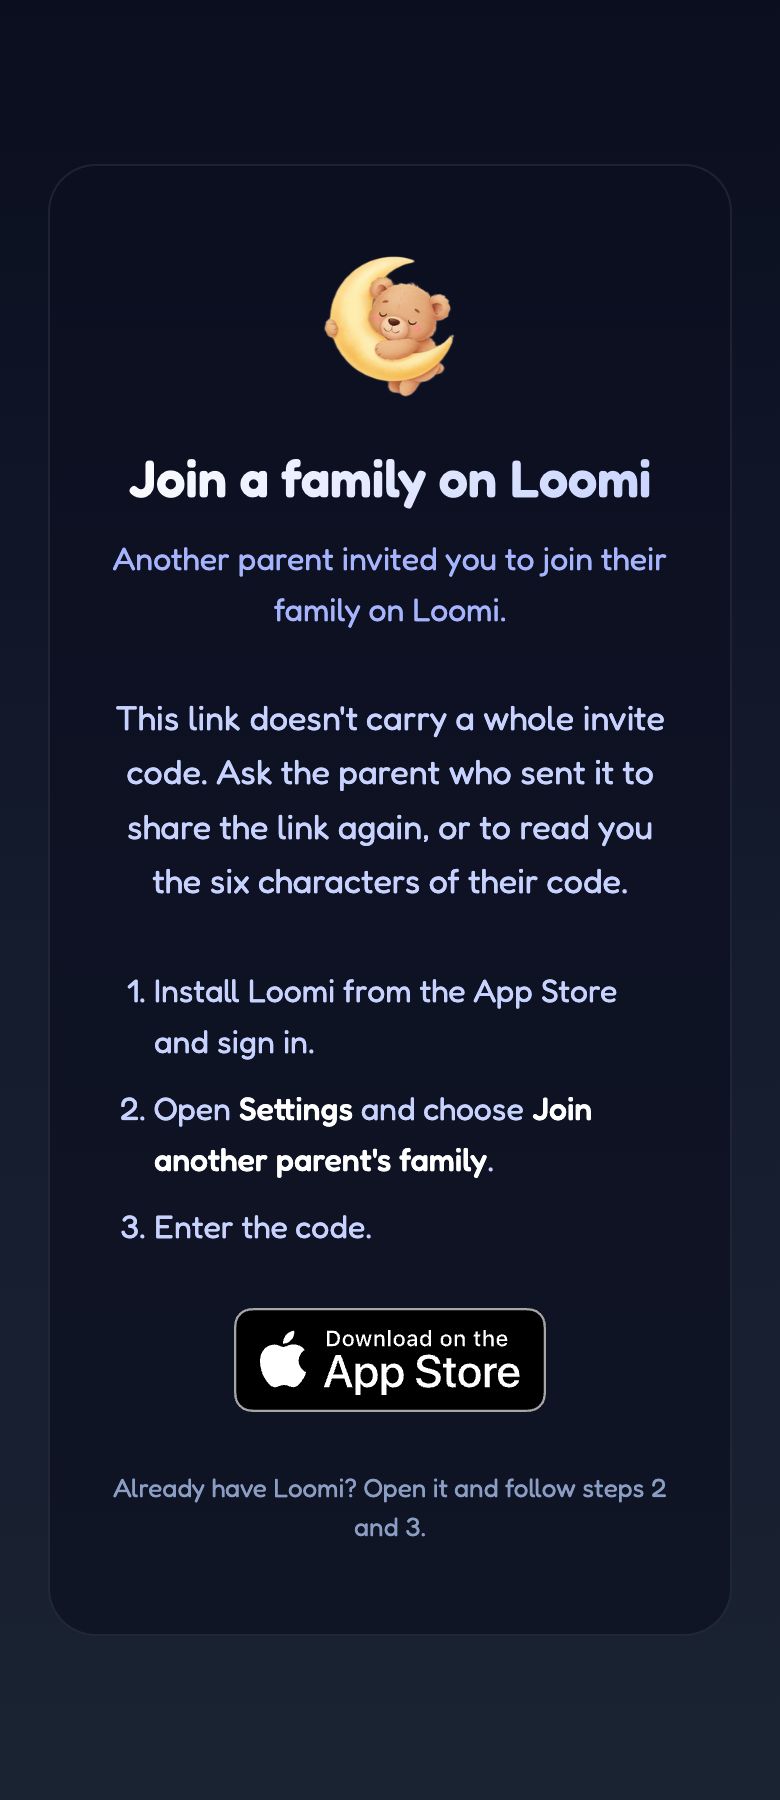 Join a family on Loomi
Another parent invited you to join their
family on Loomi.
This link doesn't carry a whole invite
code. Ask the parent who sent it to
share the link again, or to read you
the six characters of their code.
1. Install Loomi from the App Store
and sign in.
2. Open Settings and choose Join
another parent's family.
3. Enter the code.
Download on the
App Store
Already have Loomi? Open it and follow steps 2
and 3.